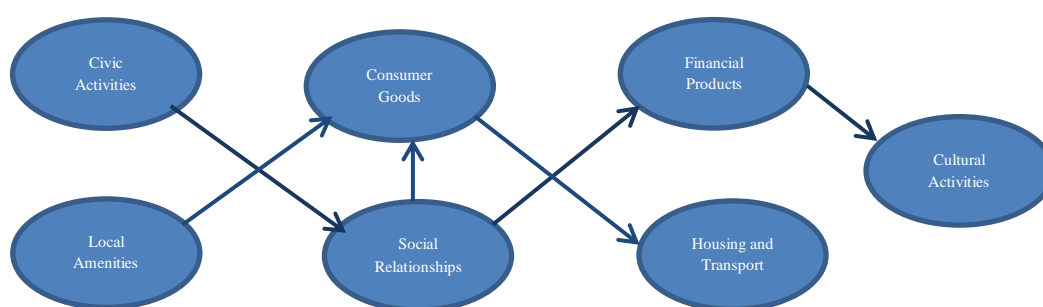 Civic
Activities
Consumer
Goods
Financial
Products
Cultural
Activities
Local
Amenities
Social
Relationships
Housing and
Transport